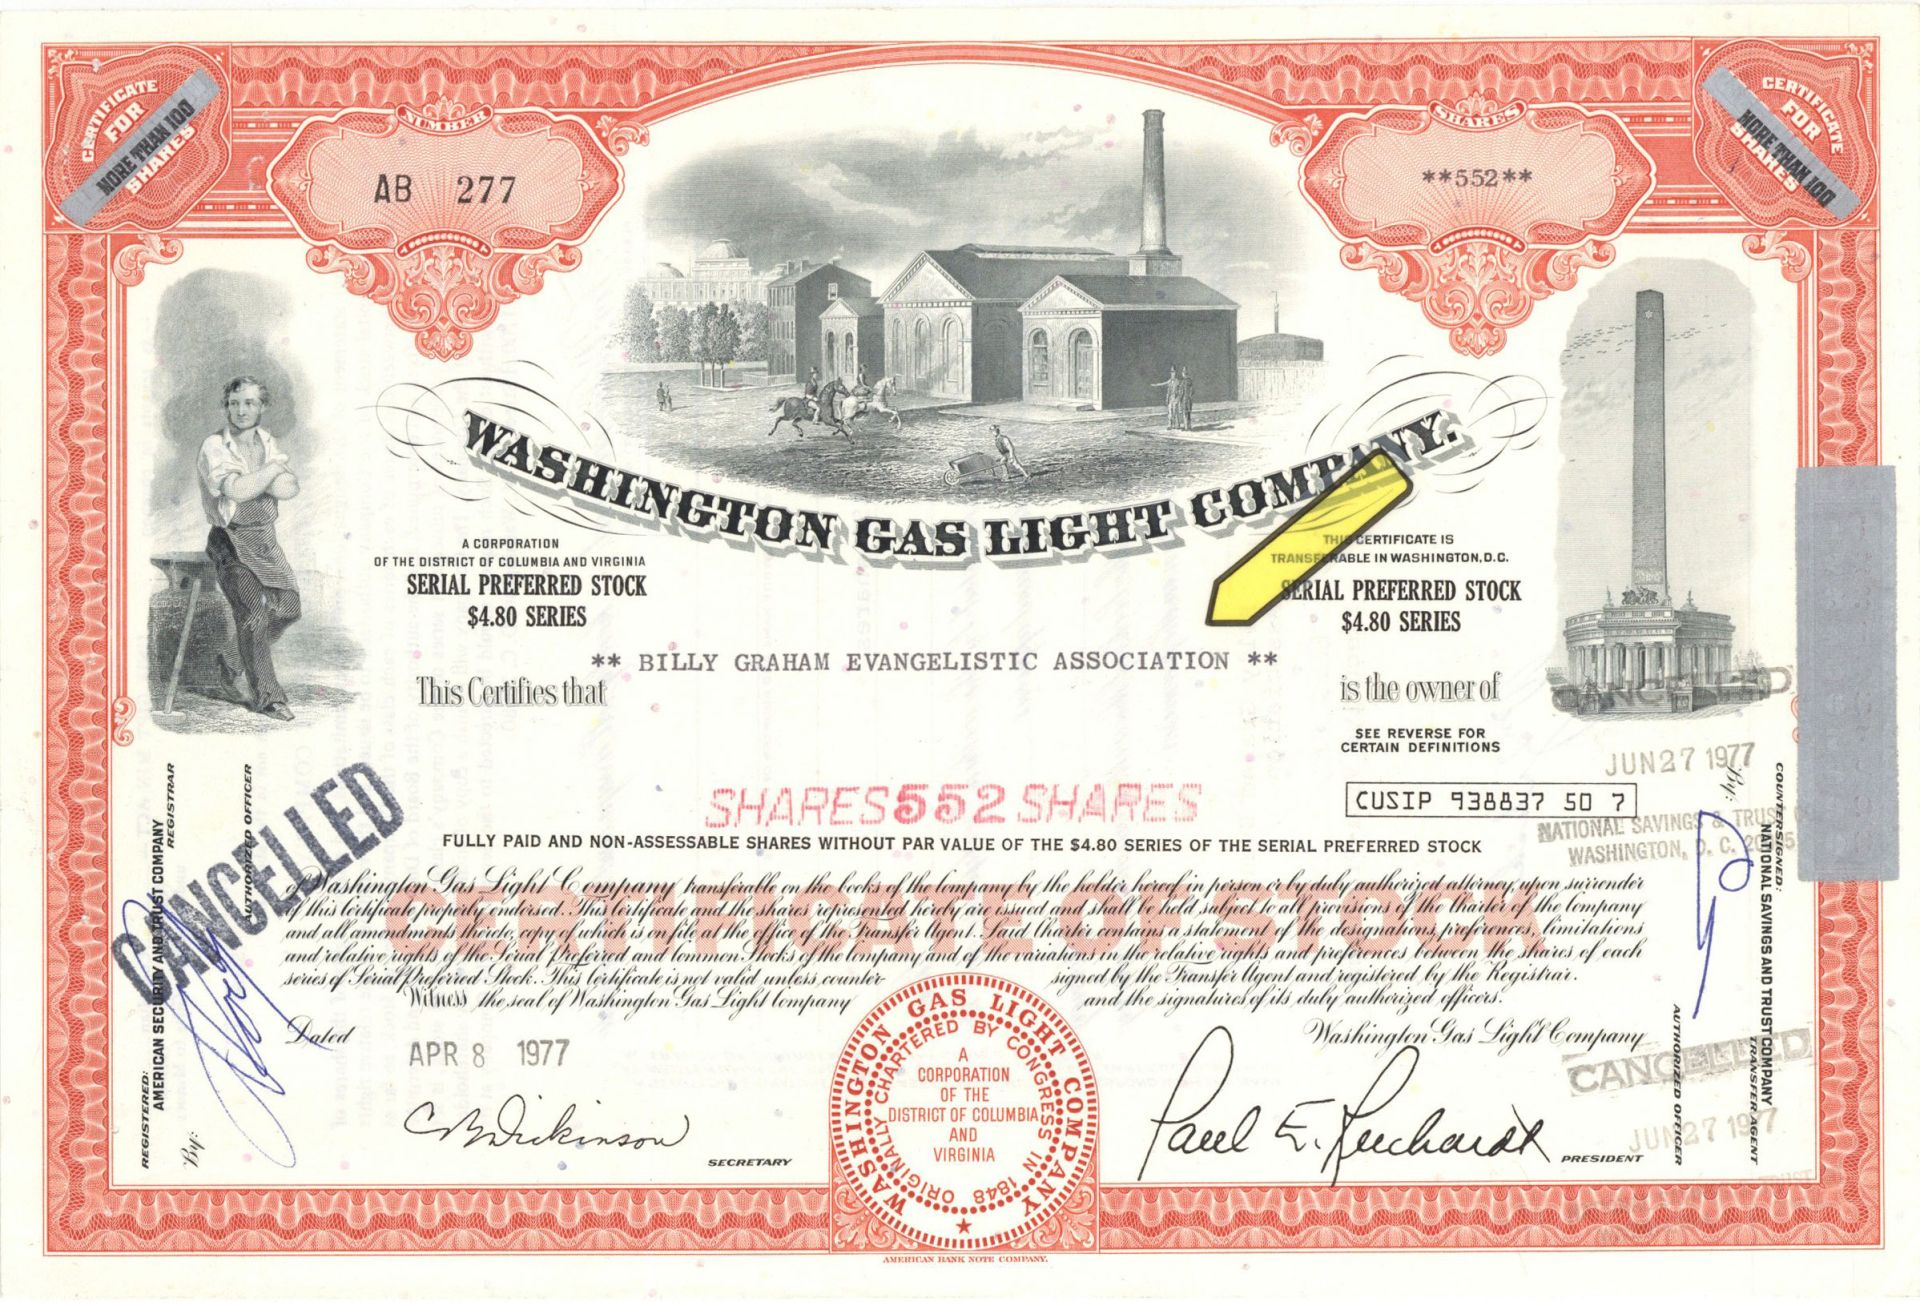 CERTIFICATE
FOR
MORE THAN 100
SHARES
NUMBER
AB 277
SHARES
**552**
CERTIFICATE
FOR
MORE THAN 100
SHARES
WASHINGTON GAS LIGHT COMPANY.
A CORPORATION
OF THE DISTRICT OF COLUMBIA AND VIRGINIA
SERIAL PREFERRED STOCK
$4.80 SERIES
THIS CERTIFICATE IS
TRANSFERABLE IN WASHINGTON, D.C.
SERIAL PREFERRED STOCK
$4.80 SERIES
** BILLY GRAHAM EVANGELISTIC ASSOCIATION **
This Certifies that
is the owner of
CANCELLED
SEE REVERSE FOR
CERTAIN DEFINITIONS
JUN 27 1977
SHARES 552 SHARES
CUSIP 938837 50 7
NATIONAL SAVINGS & TRUST
WASHINGTON, D. C.
FULLY PAID AND NON-ASSESSABLE SHARES WITHOUT PAR VALUE OF THE $4.80 SERIES OF THE SERIAL PREFERRED STOCK
CERTIFICATE OF STOCK
of Washington Gas Light Company transferable on the books of the Company by the holder hereof in person or by duly authorized attorney, upon surrender
of this Certificate properly endorsed. This Certificate and the shares represented hereby are issued and shall be held subject to all provisions of the Charter of the Company
and all amendments thereto, copy of which is on file at the office of the Transfer Agent. Said Charter contains a statement of the designations, preferences, limitations
and relative rights of the Serial Preferred and Common Stocks of the Company and of the variations in the relative rights and preferences between the shares of each
series of Serial Preferred Stock. This Certificate is not valid unless countersigned by the Transfer Agent and registered by the Registrar.
Witness the seal of Washington Gas Light Company and the signatures of its duly authorized officers.
Dated
APR 8 1977
Washington Gas Light Company
C B Dickinson
SECRETARY
Paul E. Reichardt
PRESIDENT
WASHINGTON GAS LIGHT COMPANY
ORIGINALLY CHARTERED BY CONGRESS IN 1848
A
CORPORATION
OF THE
DISTRICT OF COLUMBIA
AND
VIRGINIA
CANCELLED
REGISTERED:
AMERICAN SECURITY AND TRUST COMPANY
REGISTRAR
By:
AUTHORIZED OFFICER
COUNTERSIGNED:
NATIONAL SAVINGS AND TRUST COMPANY
TRANSFER AGENT
By:
AUTHORIZED OFFICER
CANCELLED
JUN 27 1977
AMERICAN BANK NOTE COMPANY.